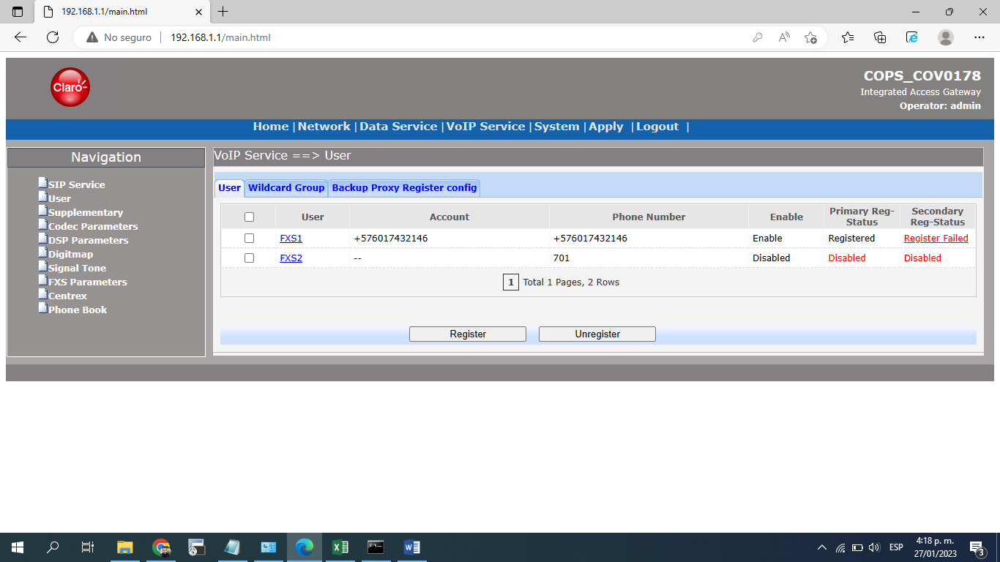 192.168.1.1/main.html
No seguro
192.168.1.1/main.html
Claro
COPS_COV0178
Integrated Access Gateway
Operator: admin
Home | Network | Data Service | VoIP Service | System | Apply | Logout |
Navigation
SIP Service
User
Supplementary
Codec Parameters
DSP Parameters
Digitmap
Signal Tone
FXS Parameters
Centrex
Phone Book
VoIP Service ==> User
User Wildcard Group Backup Proxy Register config
User Account Phone Number Enable Primary Reg-Status Secondary Reg-Status
FXS1 +576017432146 +576017432146 Enable Registered Register Failed
FXS2 -- 701 Disabled Disabled Disabled
1 Total 1 Pages, 2 Rows
Register Unregister
ESP
4:18 p. m.
27/01/2023
3